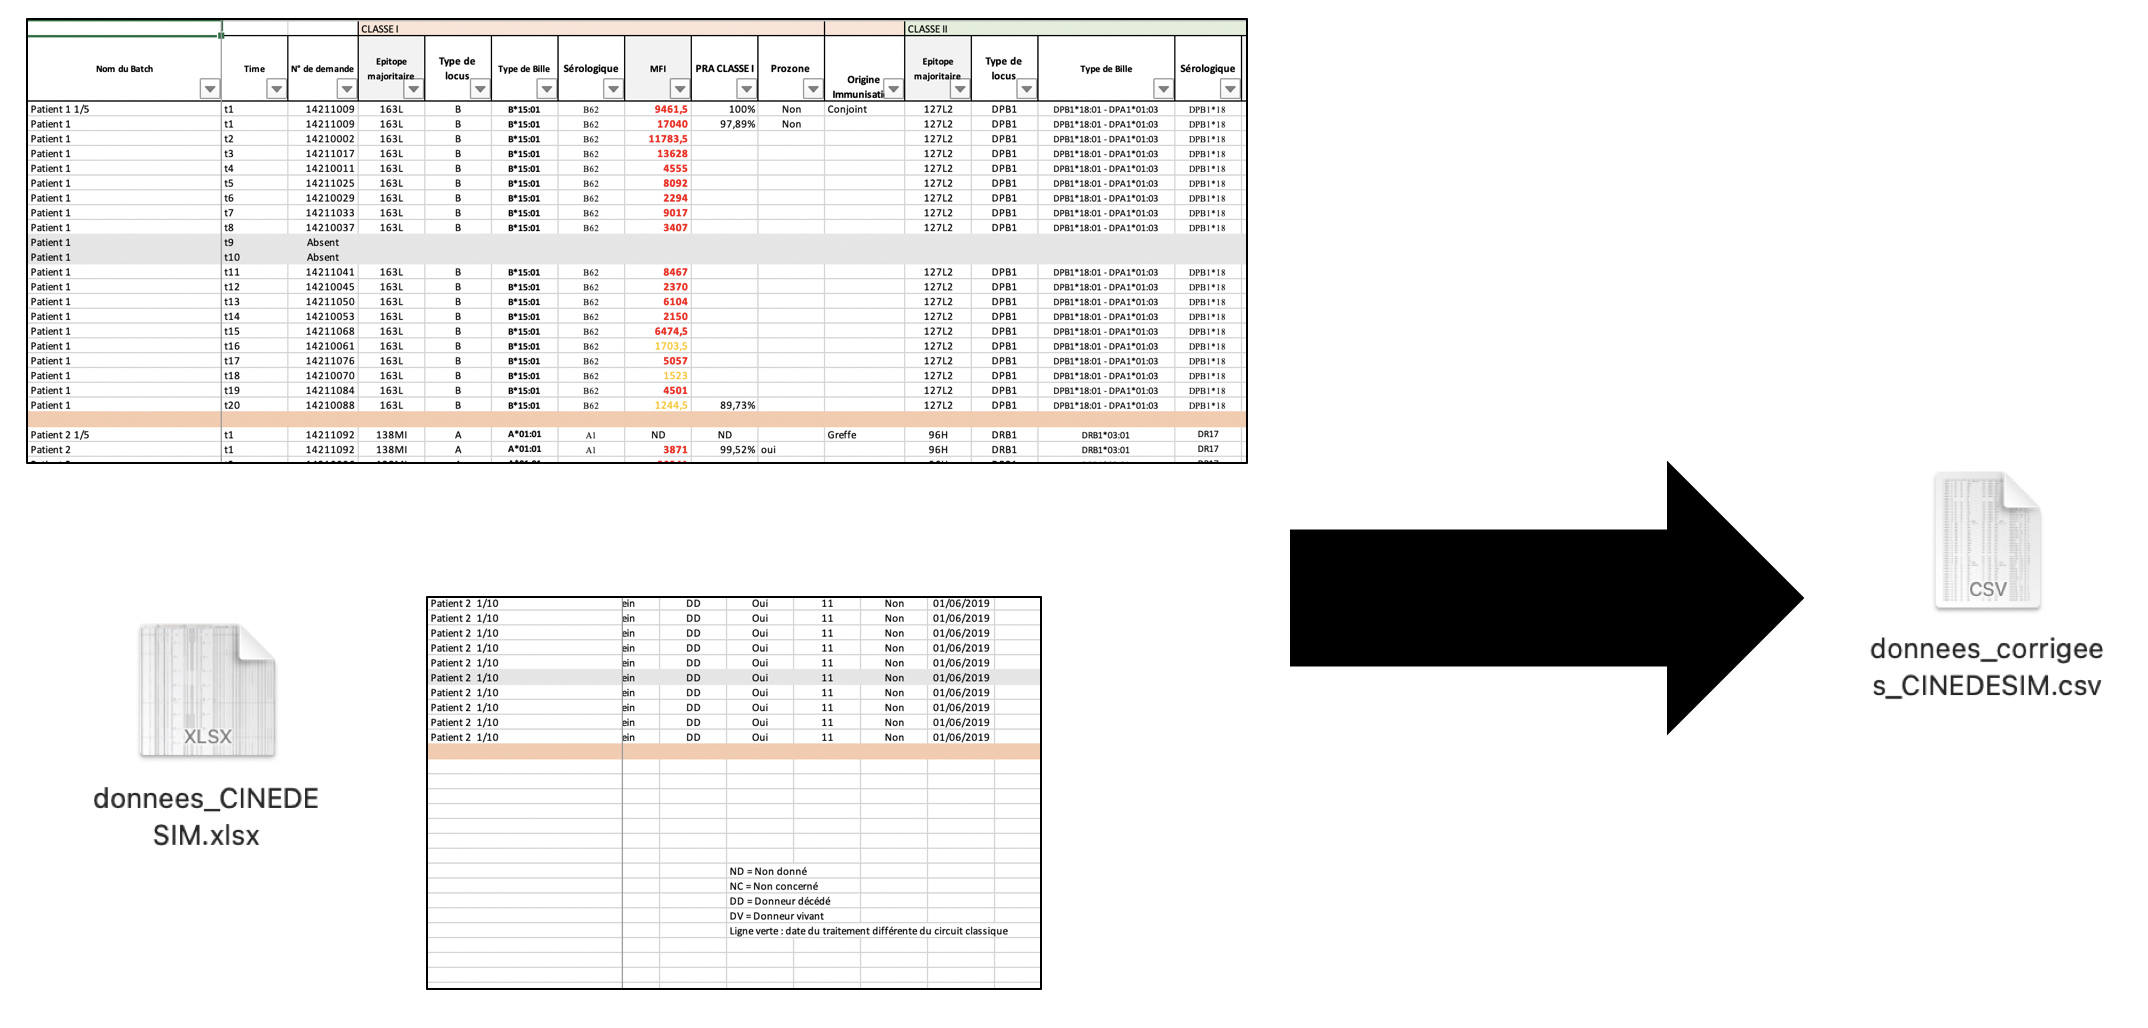 CLASSE I CLASSE II
Nom du Batch Time N° de demande Epitope majoritaire Type de locus Type de Bille Sérologique MFI PRA CLASSE I Prozone Origine Immunisati Epitope majoritaire Type de locus Type de Bille Sérologique
Patient 1 1/5 t1 14211009 163L B B*15:01 B62 9461,5 100% Non Conjoint 127L2 DPB1 DPB1*18:01 - DPA1*01:03 DPB1*18
Patient 1 t1 14211009 163L B B*15:01 B62 17040 97,89% Non 127L2 DPB1 DPB1*18:01 - DPA1*01:03 DPB1*18
Patient 1 t2 14210002 163L B B*15:01 B62 11783,5 127L2 DPB1 DPB1*18:01 - DPA1*01:03 DPB1*18
Patient 1 t3 14211017 163L B B*15:01 B62 13628 127L2 DPB1 DPB1*18:01 - DPA1*01:03 DPB1*18
Patient 1 t4 14210011 163L B B*15:01 B62 4555 127L2 DPB1 DPB1*18:01 - DPA1*01:03 DPB1*18
Patient 1 t5 14211025 163L B B*15:01 B62 8092 127L2 DPB1 DPB1*18:01 - DPA1*01:03 DPB1*18
Patient 1 t6 14210029 163L B B*15:01 B62 2294 127L2 DPB1 DPB1*18:01 - DPA1*01:03 DPB1*18
Patient 1 t7 14211033 163L B B*15:01 B62 9017 127L2 DPB1 DPB1*18:01 - DPA1*01:03 DPB1*18
Patient 1 t8 14210037 163L B B*15:01 B62 3407 127L2 DPB1 DPB1*18:01 - DPA1*01:03 DPB1*18
Patient 1 t9 Absent
Patient 1 t10 Absent
Patient 1 t11 14211041 163L B B*15:01 B62 8467 127L2 DPB1 DPB1*18:01 - DPA1*01:03 DPB1*18
Patient 1 t12 14210045 163L B B*15:01 B62 2370 127L2 DPB1 DPB1*18:01 - DPA1*01:03 DPB1*18
Patient 1 t13 14211050 163L B B*15:01 B62 6104 127L2 DPB1 DPB1*18:01 - DPA1*01:03 DPB1*18
Patient 1 t14 14210053 163L B B*15:01 B62 2150 127L2 DPB1 DPB1*18:01 - DPA1*01:03 DPB1*18
Patient 1 t15 14211068 163L B B*15:01 B62 6474,5 127L2 DPB1 DPB1*18:01 - DPA1*01:03 DPB1*18
Patient 1 t16 14210061 163L B B*15:01 B62 1703,5 127L2 DPB1 DPB1*18:01 - DPA1*01:03 DPB1*18
Patient 1 t17 14211076 163L B B*15:01 B62 5057 127L2 DPB1 DPB1*18:01 - DPA1*01:03 DPB1*18
Patient 1 t18 14210070 163L B B*15:01 B62 1523 127L2 DPB1 DPB1*18:01 - DPA1*01:03 DPB1*18
Patient 1 t19 14211084 163L B B*15:01 B62 4501 127L2 DPB1 DPB1*18:01 - DPA1*01:03 DPB1*18
Patient 1 t20 14210088 163L B B*15:01 B62 1244,5 89,73% 127L2 DPB1 DPB1*18:01 - DPA1*01:03 DPB1*18
Patient 2 1/5 t1 14211092 138MI A A*01:01 A1 ND ND Greffe 96H DRB1 DRB1*03:01 DR17
Patient 2 t1 14211092 138MI A A*01:01 A1 3871 99,52% oui 96H DRB1 DRB1*03:01 DR17
XLSX
donnees_CINEDE
SIM.xlsx
Patient 2 1/10 ein DD Oui 11 Non 01/06/2019
Patient 2 1/10 ein DD Oui 11 Non 01/06/2019
Patient 2 1/10 ein DD Oui 11 Non 01/06/2019
Patient 2 1/10 ein DD Oui 11 Non 01/06/2019
Patient 2 1/10 ein DD Oui 11 Non 01/06/2019
Patient 2 1/10 ein DD Oui 11 Non 01/06/2019
Patient 2 1/10 ein DD Oui 11 Non 01/06/2019
Patient 2 1/10 ein DD Oui 11 Non 01/06/2019
Patient 2 1/10 ein DD Oui 11 Non 01/06/2019
Patient 2 1/10 ein DD Oui 11 Non 01/06/2019
ND = Non donné
NC = Non concerné
DD = Donneur décédé
DV = Donneur vivant
Ligne verte : date du traitement différente du circuit classique
CSV
donnees_corrigee
s_CINEDESIM.csv